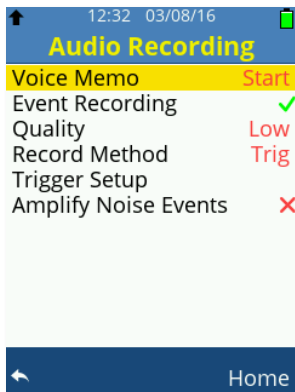 12:32 03/08/16
Audio Recording
Voice Memo Start
Event Recording
Quality Low
Record Method Trig
Trigger Setup
Amplify Noise Events
Home